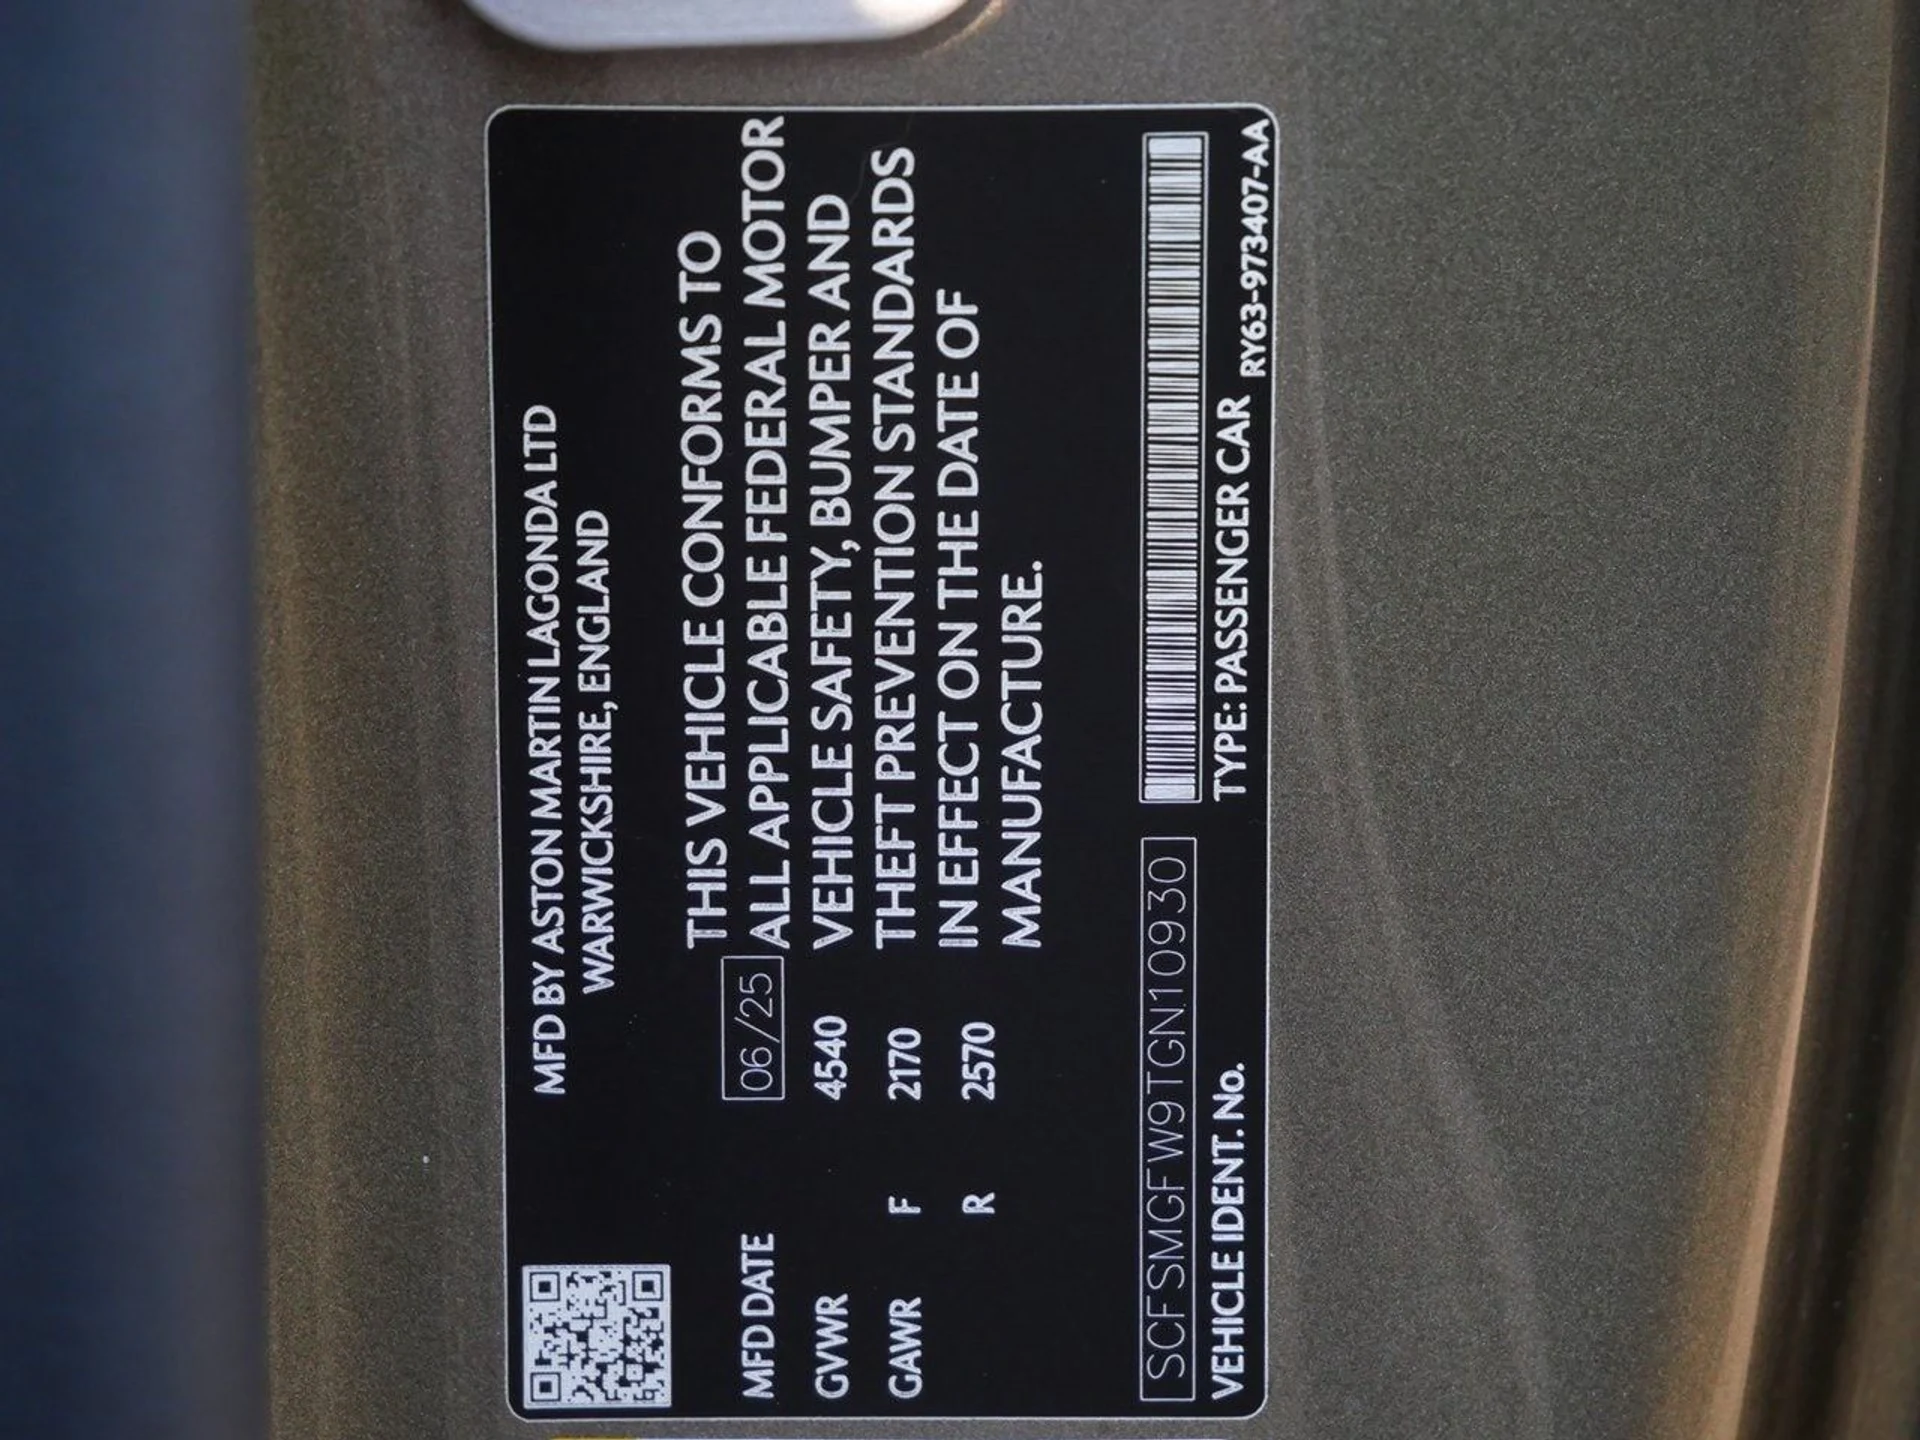 MFD BY ASTON MARTIN LAGONDA LTD
WARWICKSHIRE, ENGLAND
MFD DATE 06/25
GVWR 4540
GAWR F 2170
R 2570
THIS VEHICLE CONFORMS TO
ALL APPLICABLE FEDERAL MOTOR
VEHICLE SAFETY, BUMPER AND
THEFT PREVENTION STANDARDS
IN EFFECT ON THE DATE OF
MANUFACTURE.
SCFSMGFW9TGN10930
VEHICLE IDENT. No.
TYPE: PASSENGER CAR
RY63-973407-AA